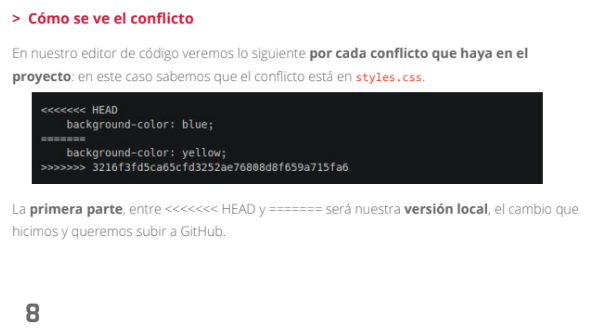 > Cómo se ve el conflicto
En nuestro editor de código veremos lo siguiente por cada conflicto que haya en el
proyecto: en este caso sabemos que el conflicto está en styles.css.
<<<<<<< HEAD
    background-color: blue;
=======
    background-color: yellow;
>>>>>>> 3216f3fd5ca65cfd3252ae76808d8f659a715fa6
La primera parte, entre <<<<<<< HEAD y ======= será nuestra versión local, el cambio que
hicimos y queremos subir a GitHub.
8